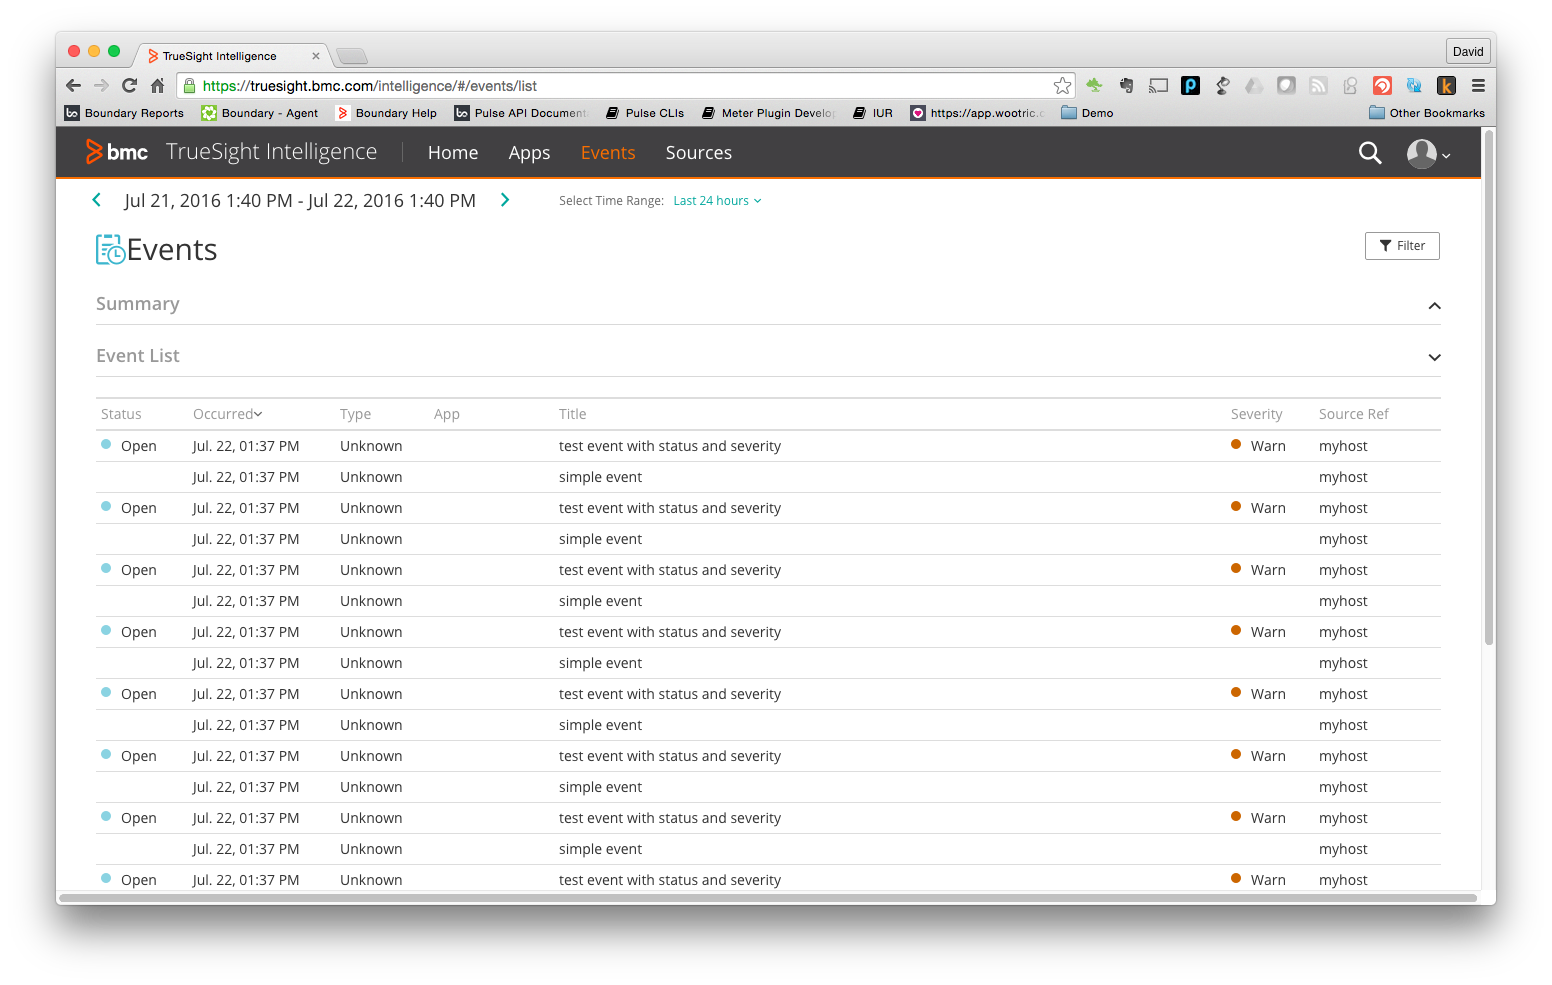 TrueSight Intelligence
David
https://truesight.bmc.com/intelligence/#/events/list
Boundary Reports Boundary - Agent Boundary Help Pulse API Document Pulse CLIs Meter Plugin Develo IUR https://app.wootric.c Demo Other Bookmarks
bmc TrueSight Intelligence Home Apps Events Sources
Jul 21, 2016 1:40 PM - Jul 22, 2016 1:40 PM Select Time Range: Last 24 hours
Events Filter
Summary
Event List
Status Occurred Type App Title Severity Source Ref
Open Jul. 22, 01:37 PM Unknown test event with status and severity Warn myhost
Jul. 22, 01:37 PM Unknown simple event myhost
Open Jul. 22, 01:37 PM Unknown test event with status and severity Warn myhost
Jul. 22, 01:37 PM Unknown simple event myhost
Open Jul. 22, 01:37 PM Unknown test event with status and severity Warn myhost
Jul. 22, 01:37 PM Unknown simple event myhost
Open Jul. 22, 01:37 PM Unknown test event with status and severity Warn myhost
Jul. 22, 01:37 PM Unknown simple event myhost
Open Jul. 22, 01:37 PM Unknown test event with status and severity Warn myhost
Jul. 22, 01:37 PM Unknown simple event myhost
Open Jul. 22, 01:37 PM Unknown test event with status and severity Warn myhost
Jul. 22, 01:37 PM Unknown simple event myhost
Open Jul. 22, 01:37 PM Unknown test event with status and severity Warn myhost
Jul. 22, 01:37 PM Unknown simple event myhost
Open Jul. 22, 01:37 PM Unknown test event with status and severity Warn myhost